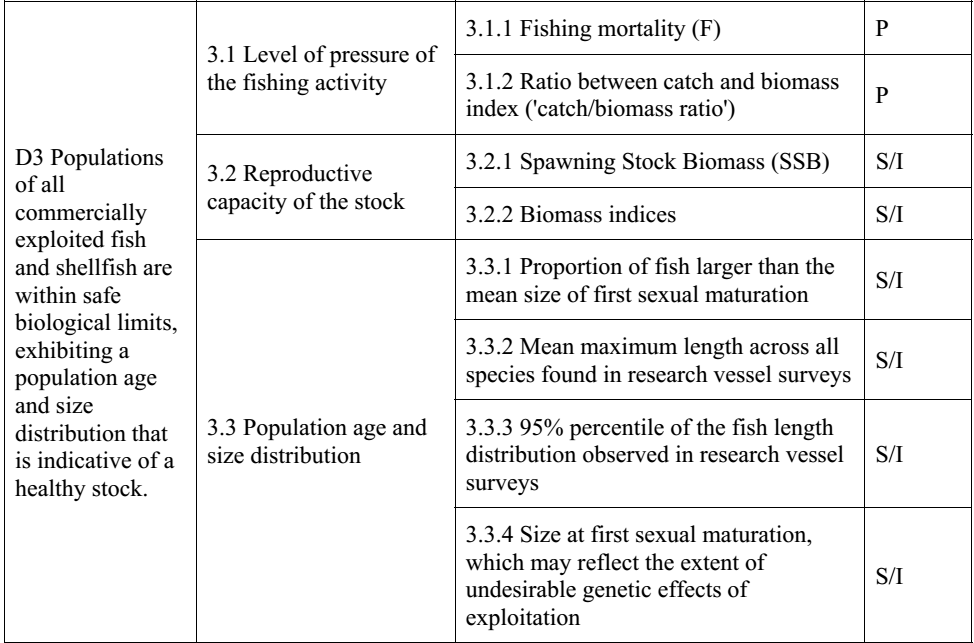 D3 Populations
of all
commercially
exploited fish
and shellfish are
within safe
biological limits,
exhibiting a
population age
and size
distribution that
is indicative of a
healthy stock.
3.1 Level of pressure of
the fishing activity
3.1.1 Fishing mortality (F)
P
3.1.2 Ratio between catch and biomass
index ('catch/biomass ratio')
P
3.2 Reproductive
capacity of the stock
3.2.1 Spawning Stock Biomass (SSB)
S/I
3.2.2 Biomass indices
S/I
3.3 Population age and
size distribution
3.3.1 Proportion of fish larger than the
mean size of first sexual maturation
S/I
3.3.2 Mean maximum length across all
species found in research vessel surveys
S/I
3.3.3 95% percentile of the fish length
distribution observed in research vessel
surveys
S/I
3.3.4 Size at first sexual maturation,
which may reflect the extent of
undesirable genetic effects of
exploitation
S/I